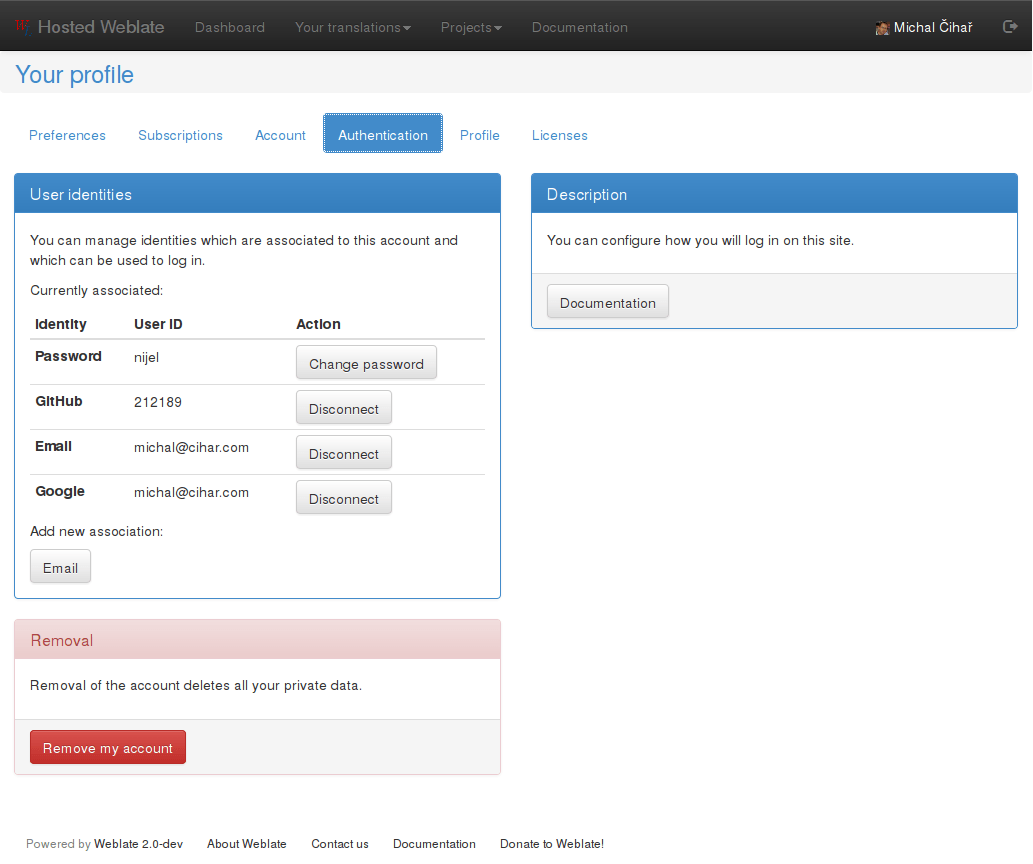 Hosted Weblate Dashboard Your translations Projects Documentation Michal Čihař
Your profile
Preferences Subscriptions Account Authentication Profile Licenses
User identities
You can manage identities which are associated to this account and
which can be used to log in.
Currently associated:
Identity User ID Action
Password nijel Change password
GitHub 212189 Disconnect
Email michal@cihar.com Disconnect
Google michal@cihar.com Disconnect
Add new association:
Email
Description
You can configure how you will log in on this site.
Documentation
Removal
Removal of the account deletes all your private data.
Remove my account
Powered by Weblate 2.0-dev About Weblate Contact us Documentation Donate to Weblate!